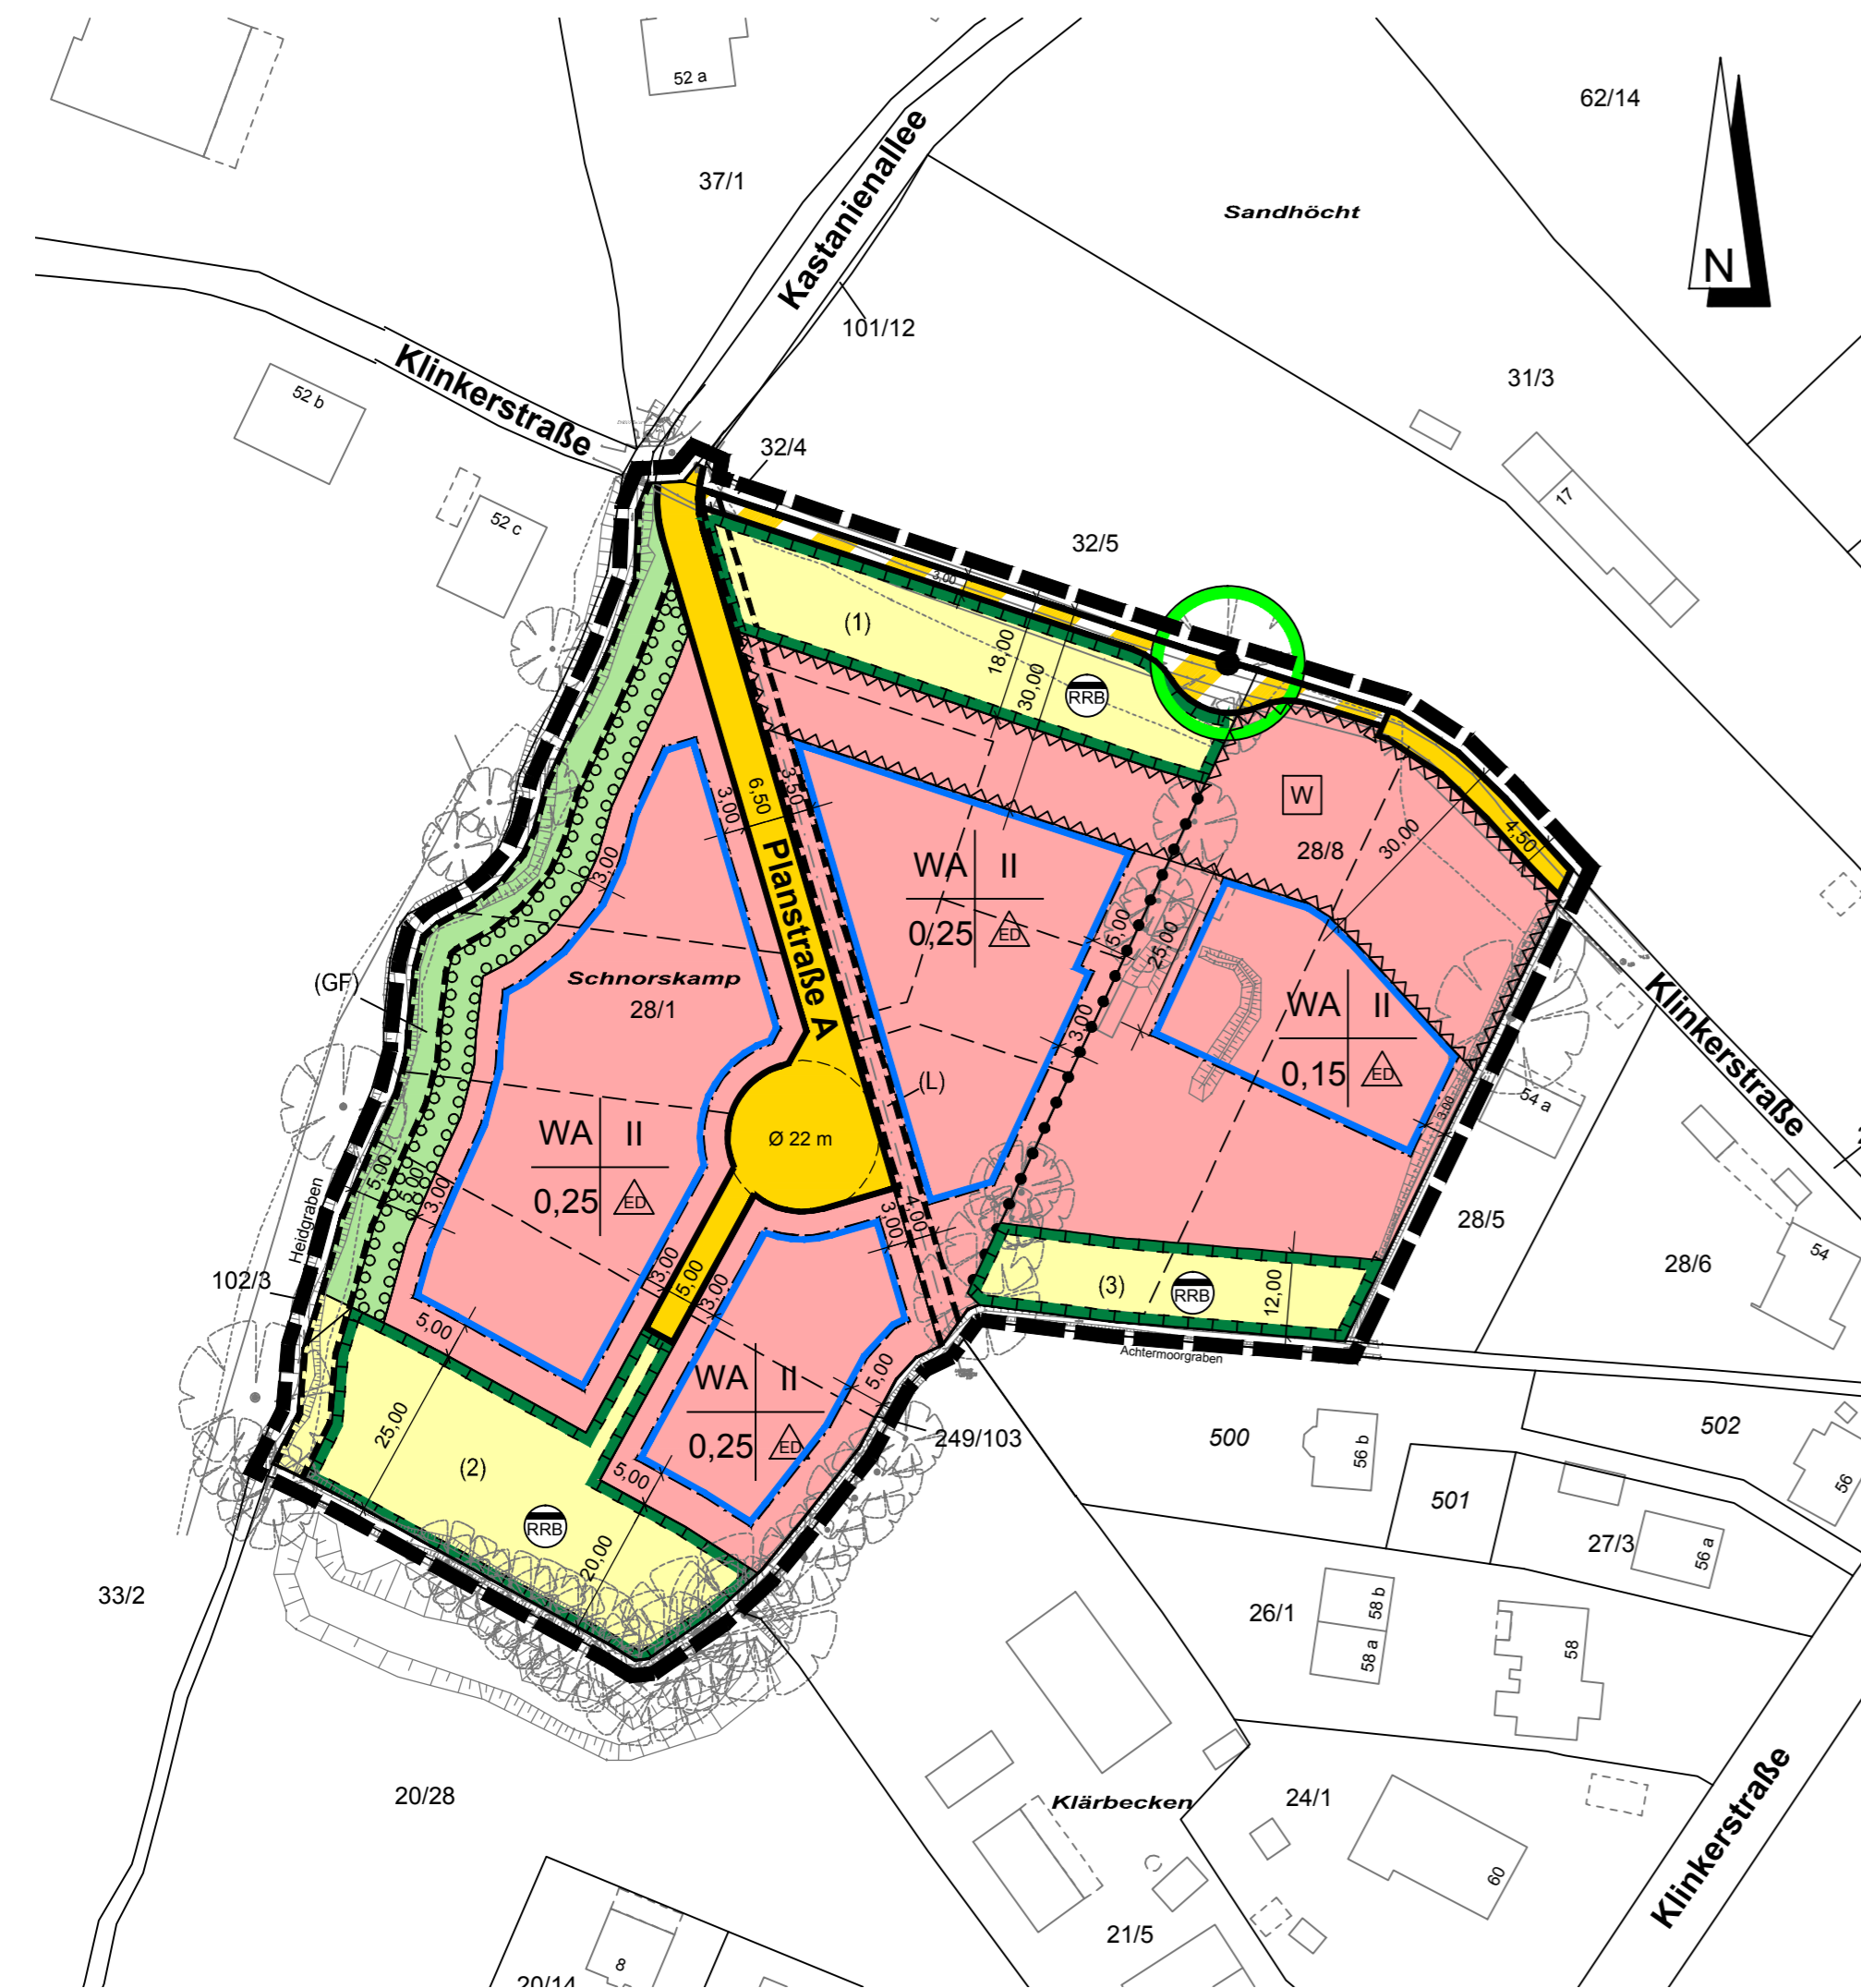 52 a
62/14
37/1
Kastanienallee
Sandhöcht
N
101/12
Klinkerstraße
52 b
31/3
32/4
17
52 c
32/5
3,00
(1)
18,00
30,00
RRB
W
6,50
3,50
3,00
28/8
30,00
4,50
3,00
Planstraße A
WA II
0,25 ED
5,00
25,00
Schnorskamp
28/1
(GF)
WA II
0,15 ED
Klinkerstraße
3,00
(L)
54 a
3,00
Ø 22 m
WA II
0,25 ED
5,00
5,00
3,00
Heidgraben
3,00
4,00
28/5
28/6
54
102/3
3,00
5,00
3,00
(3)
RRB
12,00
5,00
Achtermoorgraben
WA II
0,25 ED
5,00
25,00
249/103
500
56 b
502
56
(2)
5,00
501
RRB
20,00
27/3
56 a
33/2
26/1
58 b
58 a
58
20/28
Klärbecken
24/1
Klinkerstraße
60
21/5
8
20/14